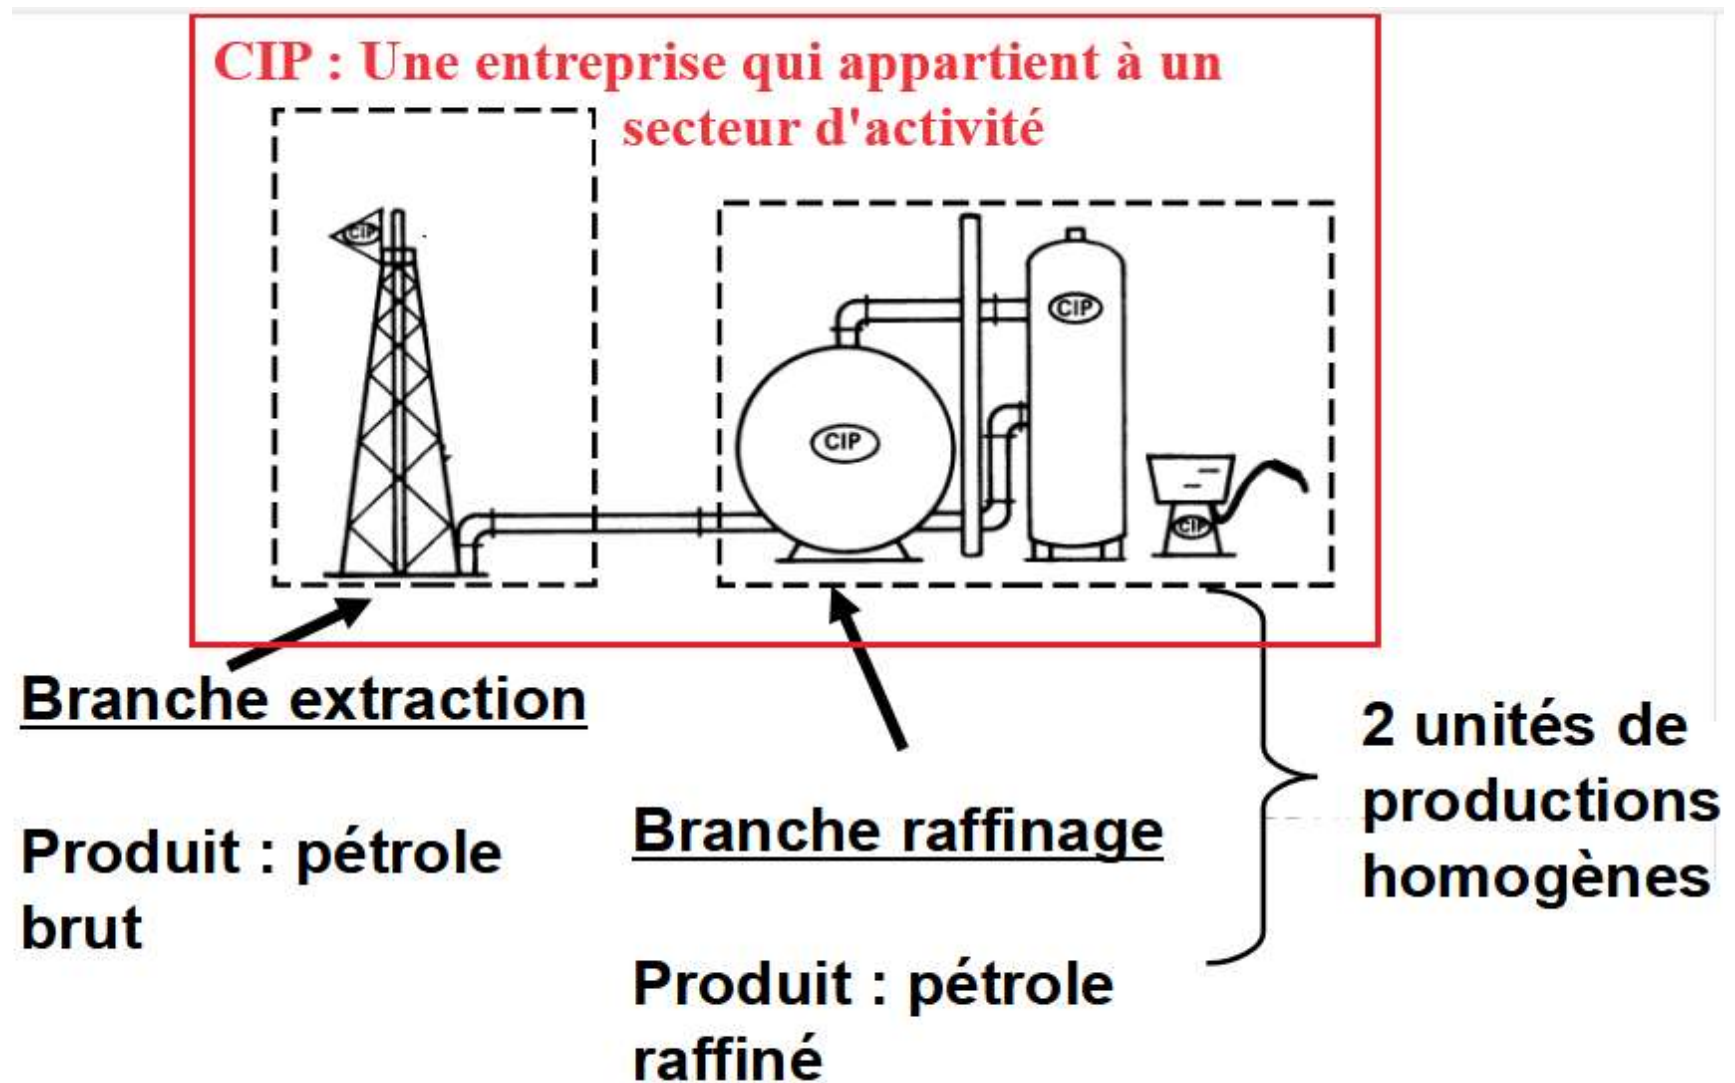 CIP : Une entreprise qui appartient à un
secteur d'activité
CIP
CIP
CIP
CIP
Branche extraction
Produit : pétrole
brut
Branche raffinage
Produit : pétrole
raffiné
2 unités de
productions
homogènes